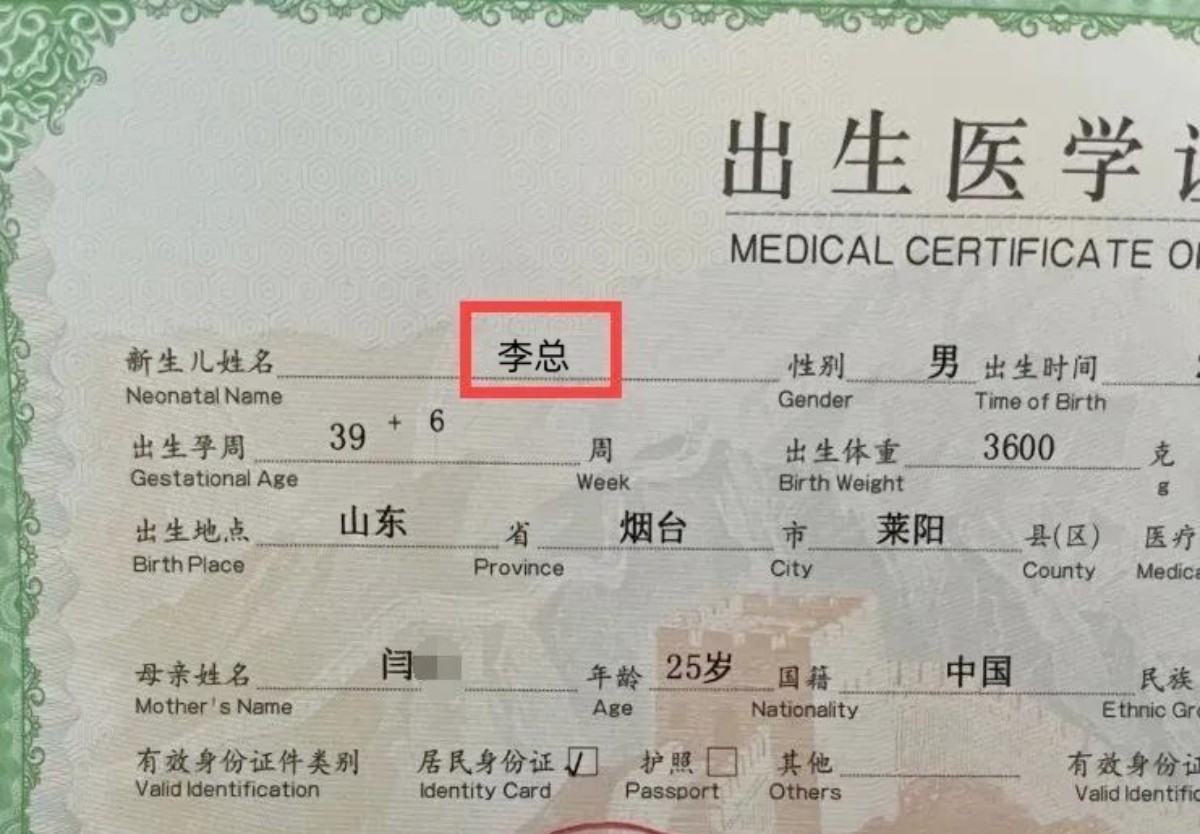 出生医学
MEDICAL CERTIFICATE
新生儿姓名 李总 性别 男 出生时间
Neonatal Name Gender Time of Birth
出生孕周 39 + 6 周 出生体重 3600 克
Gestational Age Week Birth Weight g
出生地点 山东 省 烟台 市 莱阳 县(区) 医疗
Birth Place Province City County
母亲姓名 闫 年龄 25岁 国籍 中国 民族
Mother's Name Age Nationality Ethnic
有效身份证件类别 居民身份证 √ 护照 其他 有效身份证
Valid Identification Identity Card Passport Others Valid